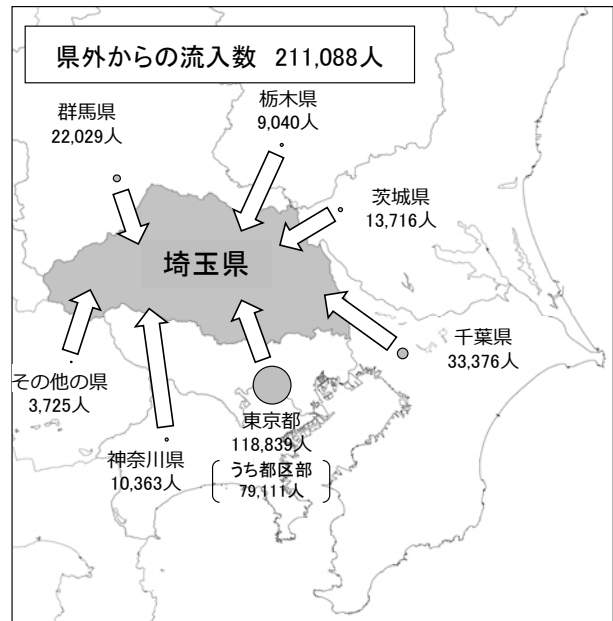 県外からの流入数 211,088人
群馬県
22,029人
栃木県
9,040人
茨城県
13,716人
埼玉県
千葉県
33,376人
その他の県
3,725人
神奈川県
10,363人
東京都
118,839人
うち都区部
79,111人